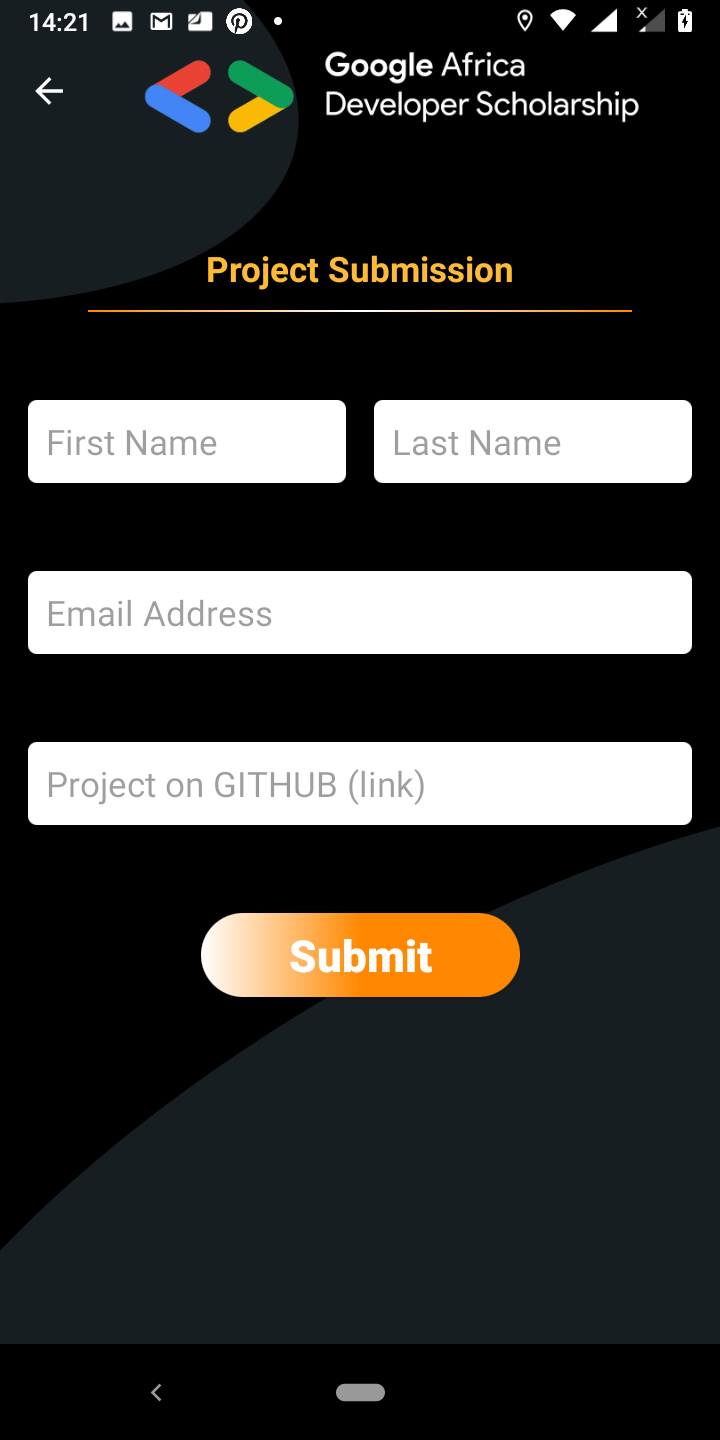 14:21
Google Africa
Developer Scholarship
Project Submission
First Name
Last Name
Email Address
Project on GITHUB (link)
Submit